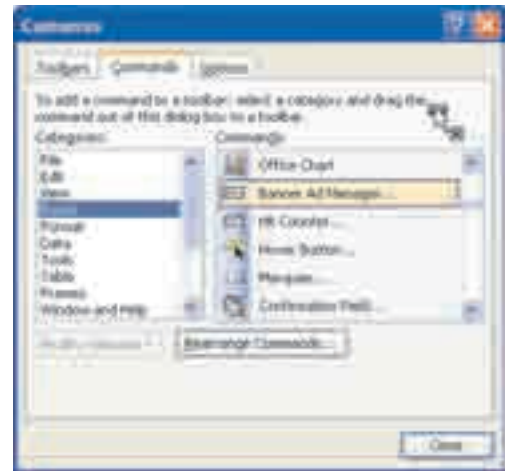 Customize
Toolbars Commands Options
To add a command to a toolbar: select a category and drag the
command out of this dialog box to a toolbar.
Categories: Commands:
File
Edit
View
Insert
Format
Data
Tools
Table
Frames
Window and Help
Office Chart
Banner Ad Manager...
Hit Counter...
Hover Button...
Marquee...
Confirmation Field...
Modify Selection
Rearrange Commands...
Close